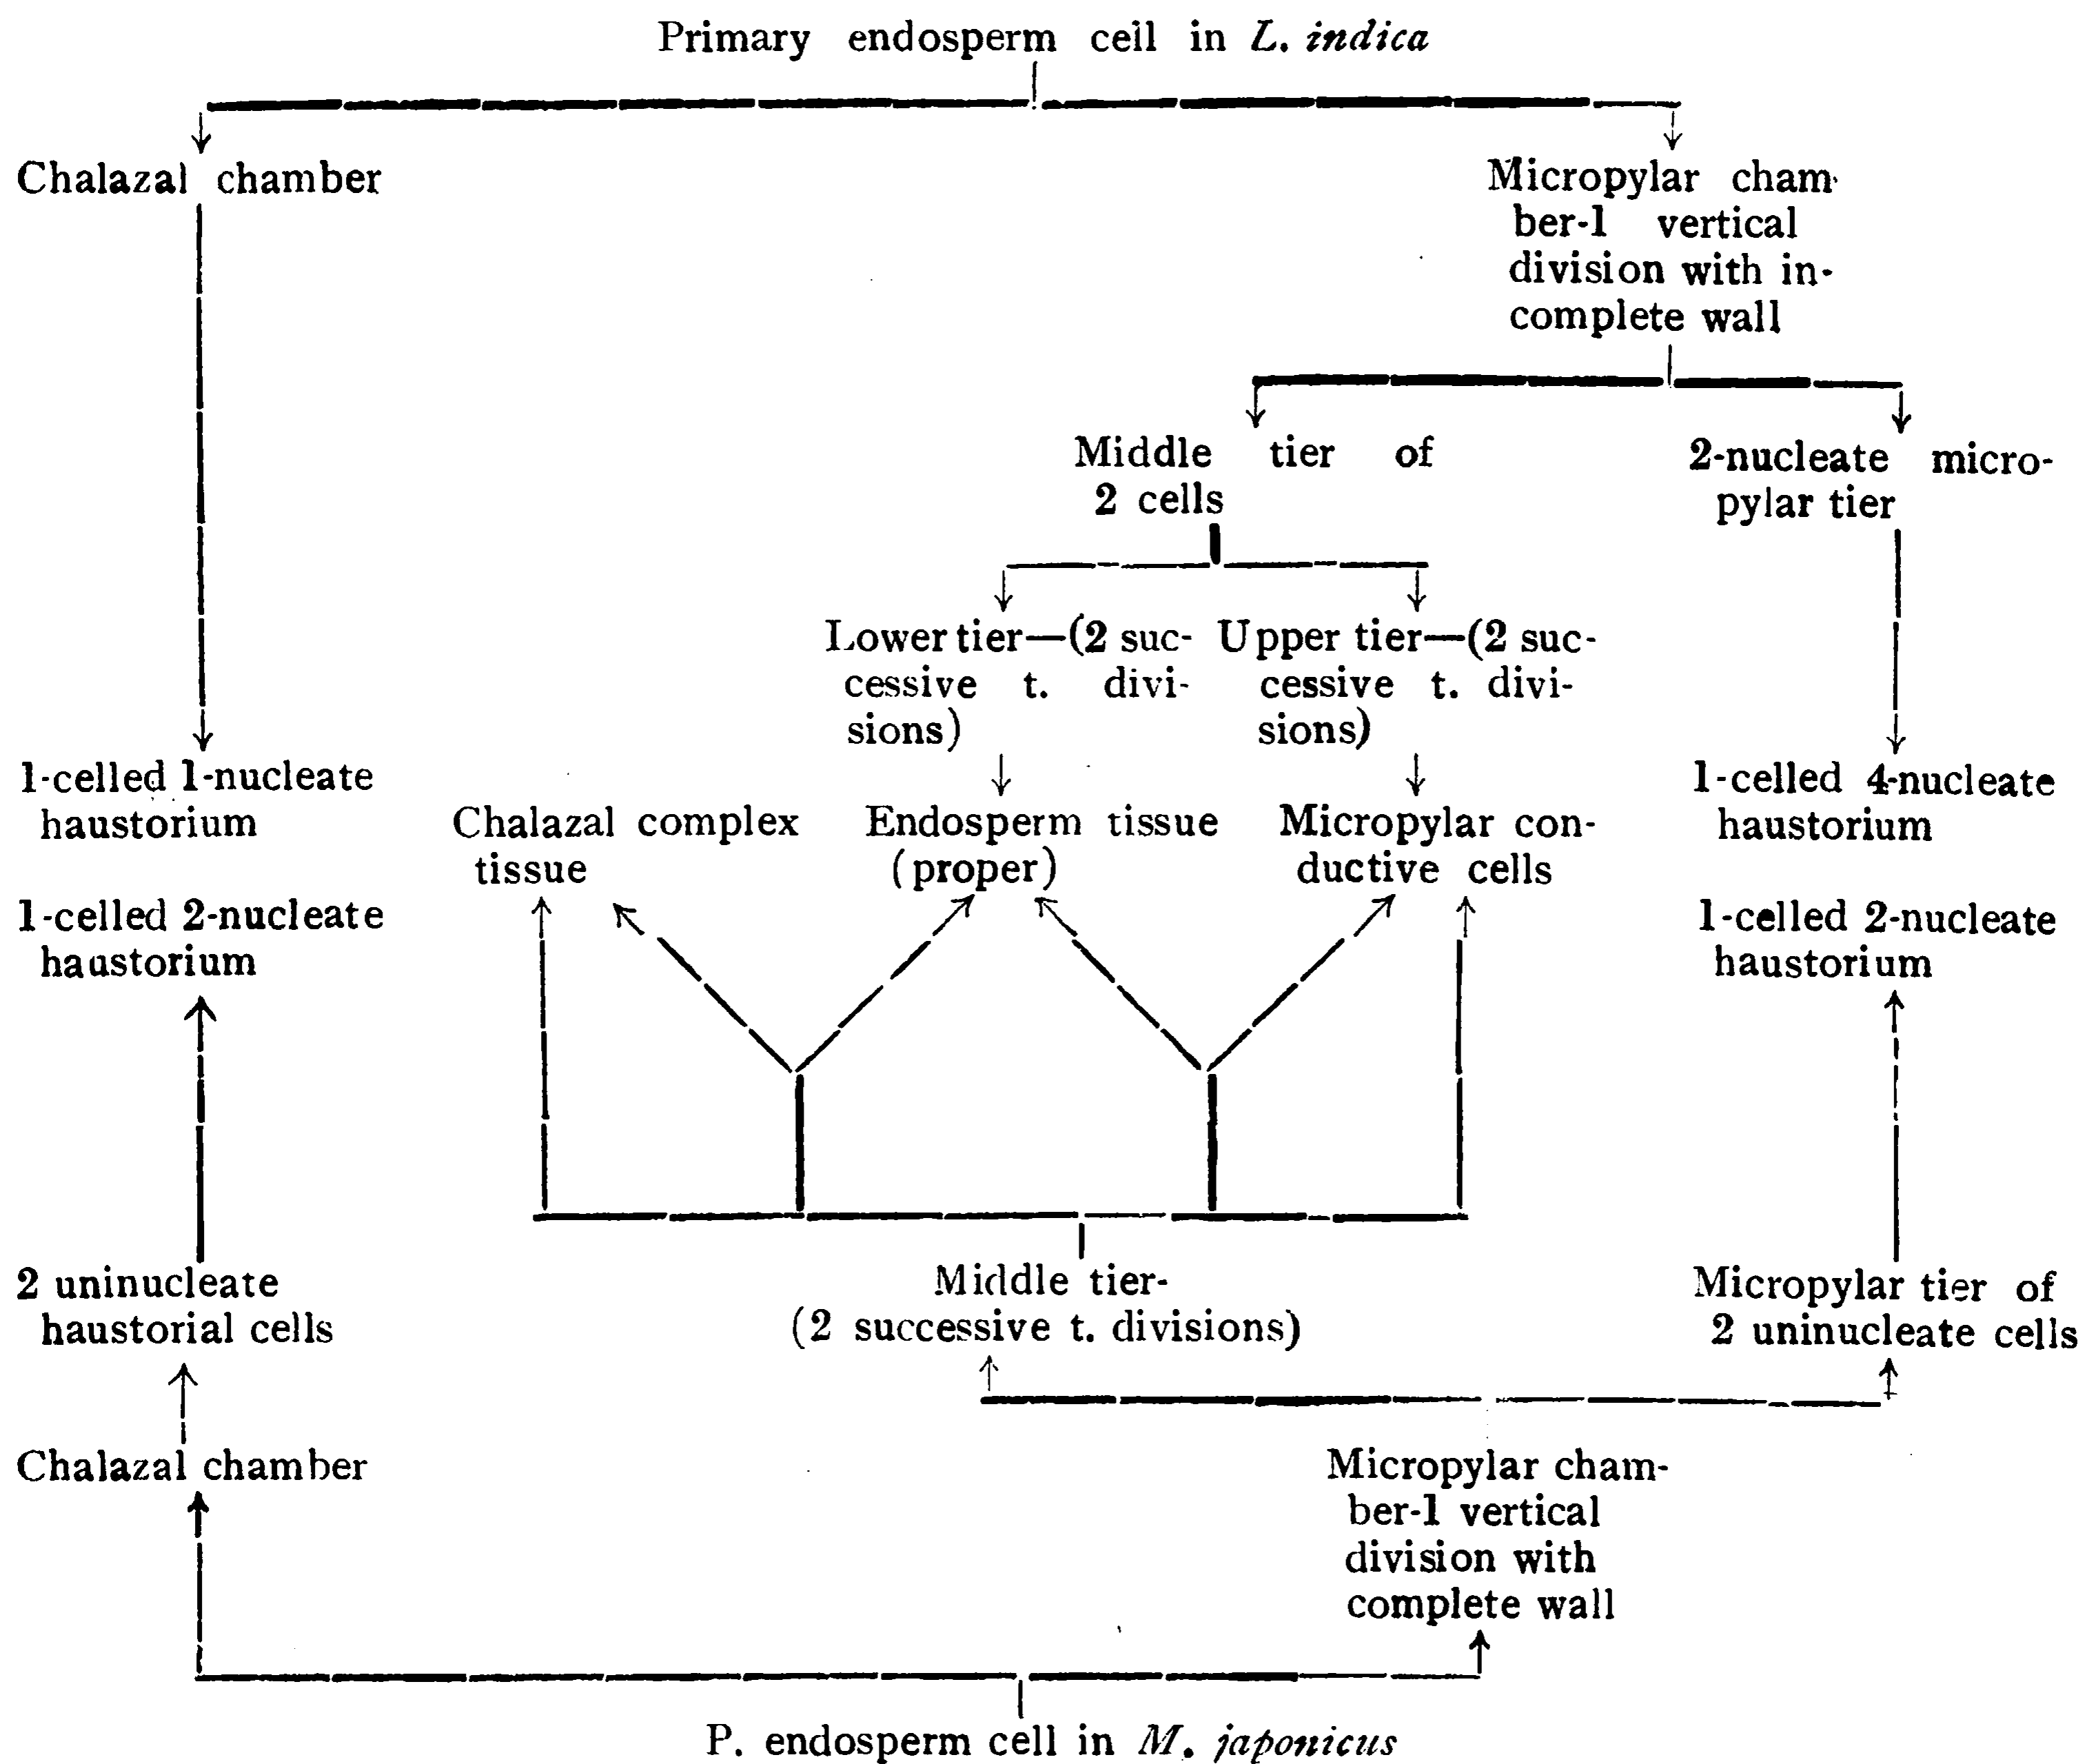 Primary endosperm cell in L. indica
Chalazal chamber
Micropylar cham-
ber-1 vertical
division with in-
complete wall
Middle tier of
2 cells
2-nucleate micro-
pylar tier
Lower tier—(2 suc-
cessive t. divi-
sions)
Upper tier—(2 suc-
cessive t. divi-
sions)
1-celled 1-nucleate
haustorium
Chalazal complex
tissue
Endosperm tissue
(proper)
Micropylar con-
ductive cells
1-celled 4-nucleate
haustorium
1-celled 2-nucleate
haustorium
1-celled 2-nucleate
haustorium
2 uninucleate
haustorial cells
Middle tier-
(2 successive t. divisions)
Micropylar tier of
2 uninucleate cells
Chalazal chamber
Micropylar cham-
ber-1 vertical
division with
complete wall
P. endosperm cell in M. japonicus